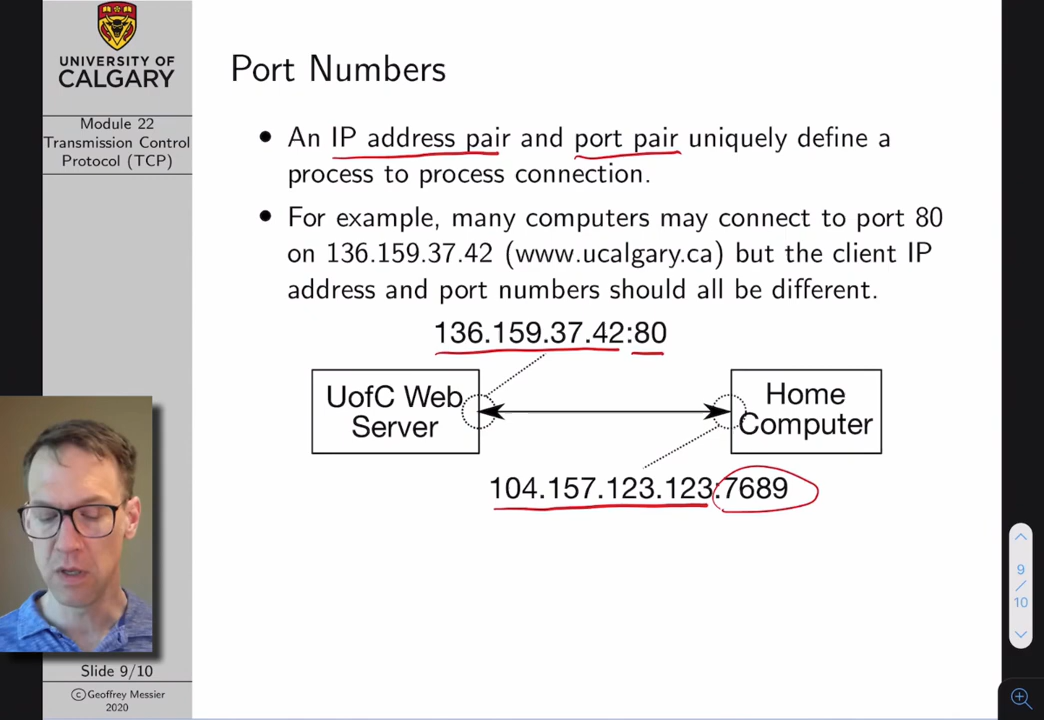 UNIVERSITY OF
CALGARY
Module 22
Transmission Control
Protocol (TCP)
Port Numbers
• An IP address pair and port pair uniquely define a
process to process connection.
• For example, many computers may connect to port 80
on 136.159.37.42 (www.ucalgary.ca) but the client IP
address and port numbers should all be different.
136.159.37.42:80
UofC Web
Server
Home
Computer
104.157.123.123:7689
9
/
10
Slide 9/10
©Geoffrey Messier
2020